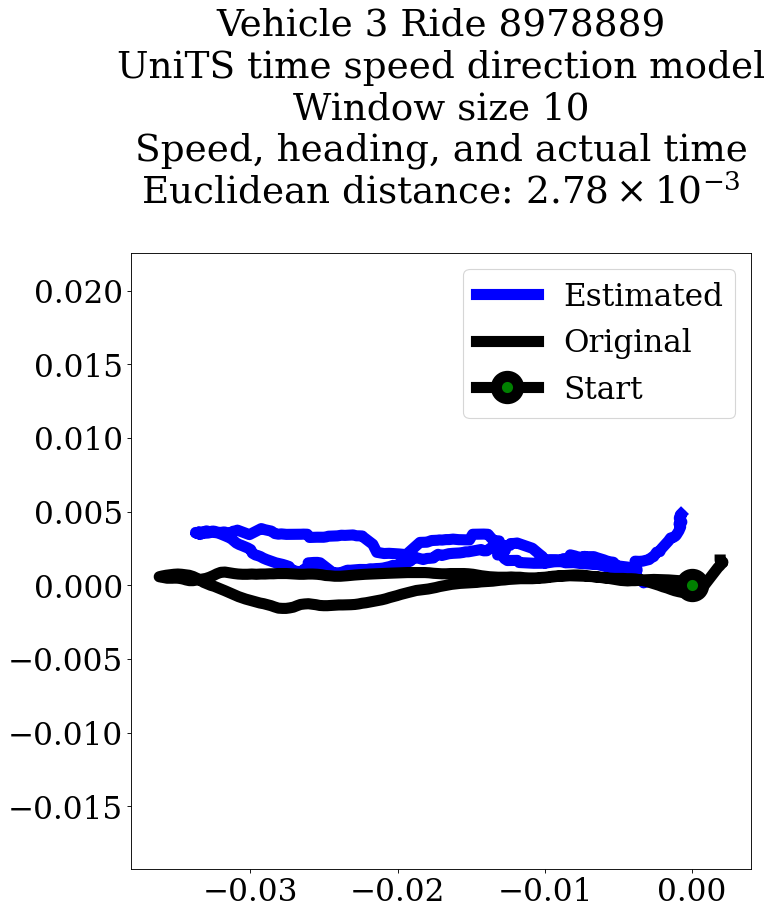 Vehicle 3 Ride 8978889
UniTS time speed direction model
Window size 10
Speed, heading, and actual time
Euclidean distance: 2.78 × 10⁻³
Estimated
Original
Start
0.020
0.015
0.010
0.005
0.000
−0.005
−0.010
−0.015
−0.03 −0.02 −0.01 0.00